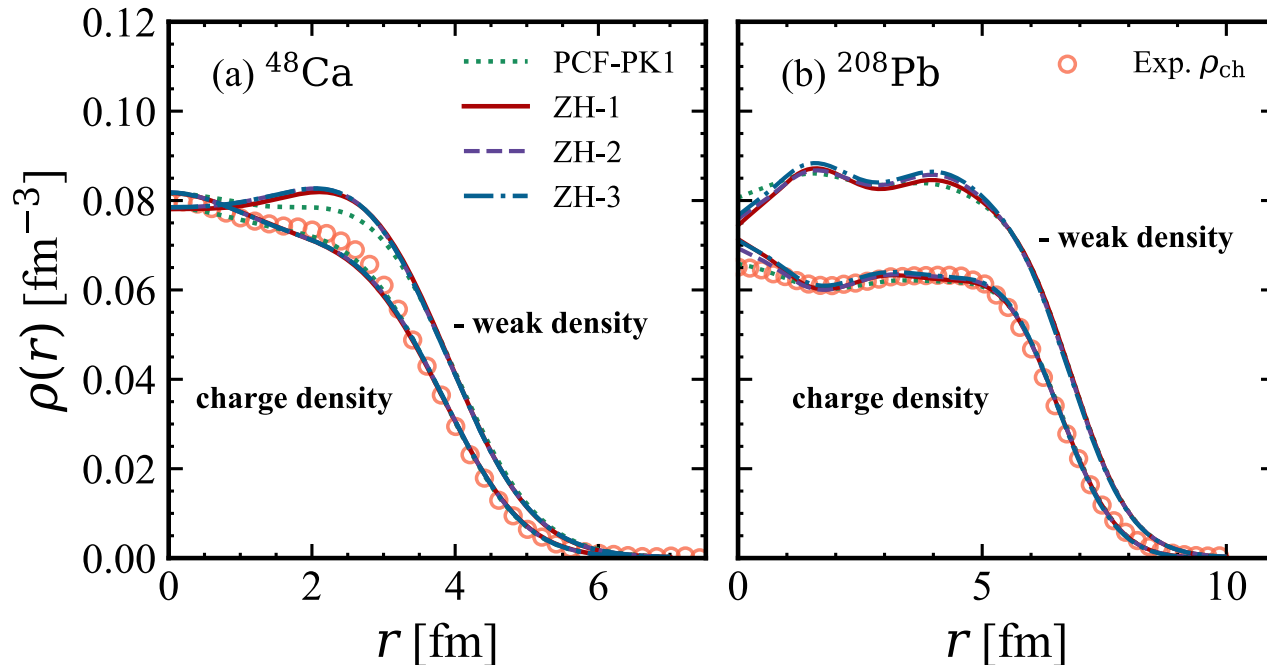 0.12
0.10
0.08
0.06
0.04
0.02
0.00
ρ(r) [fm⁻³]
(a) ⁴⁸Ca
PCF-PK1
ZH-1
ZH-2
ZH-3
- weak density
charge density
0 2 4 6
r [fm]
(b) ²⁰⁸Pb
Exp. ρ_ch
- weak density
charge density
0 5 10
r [fm]